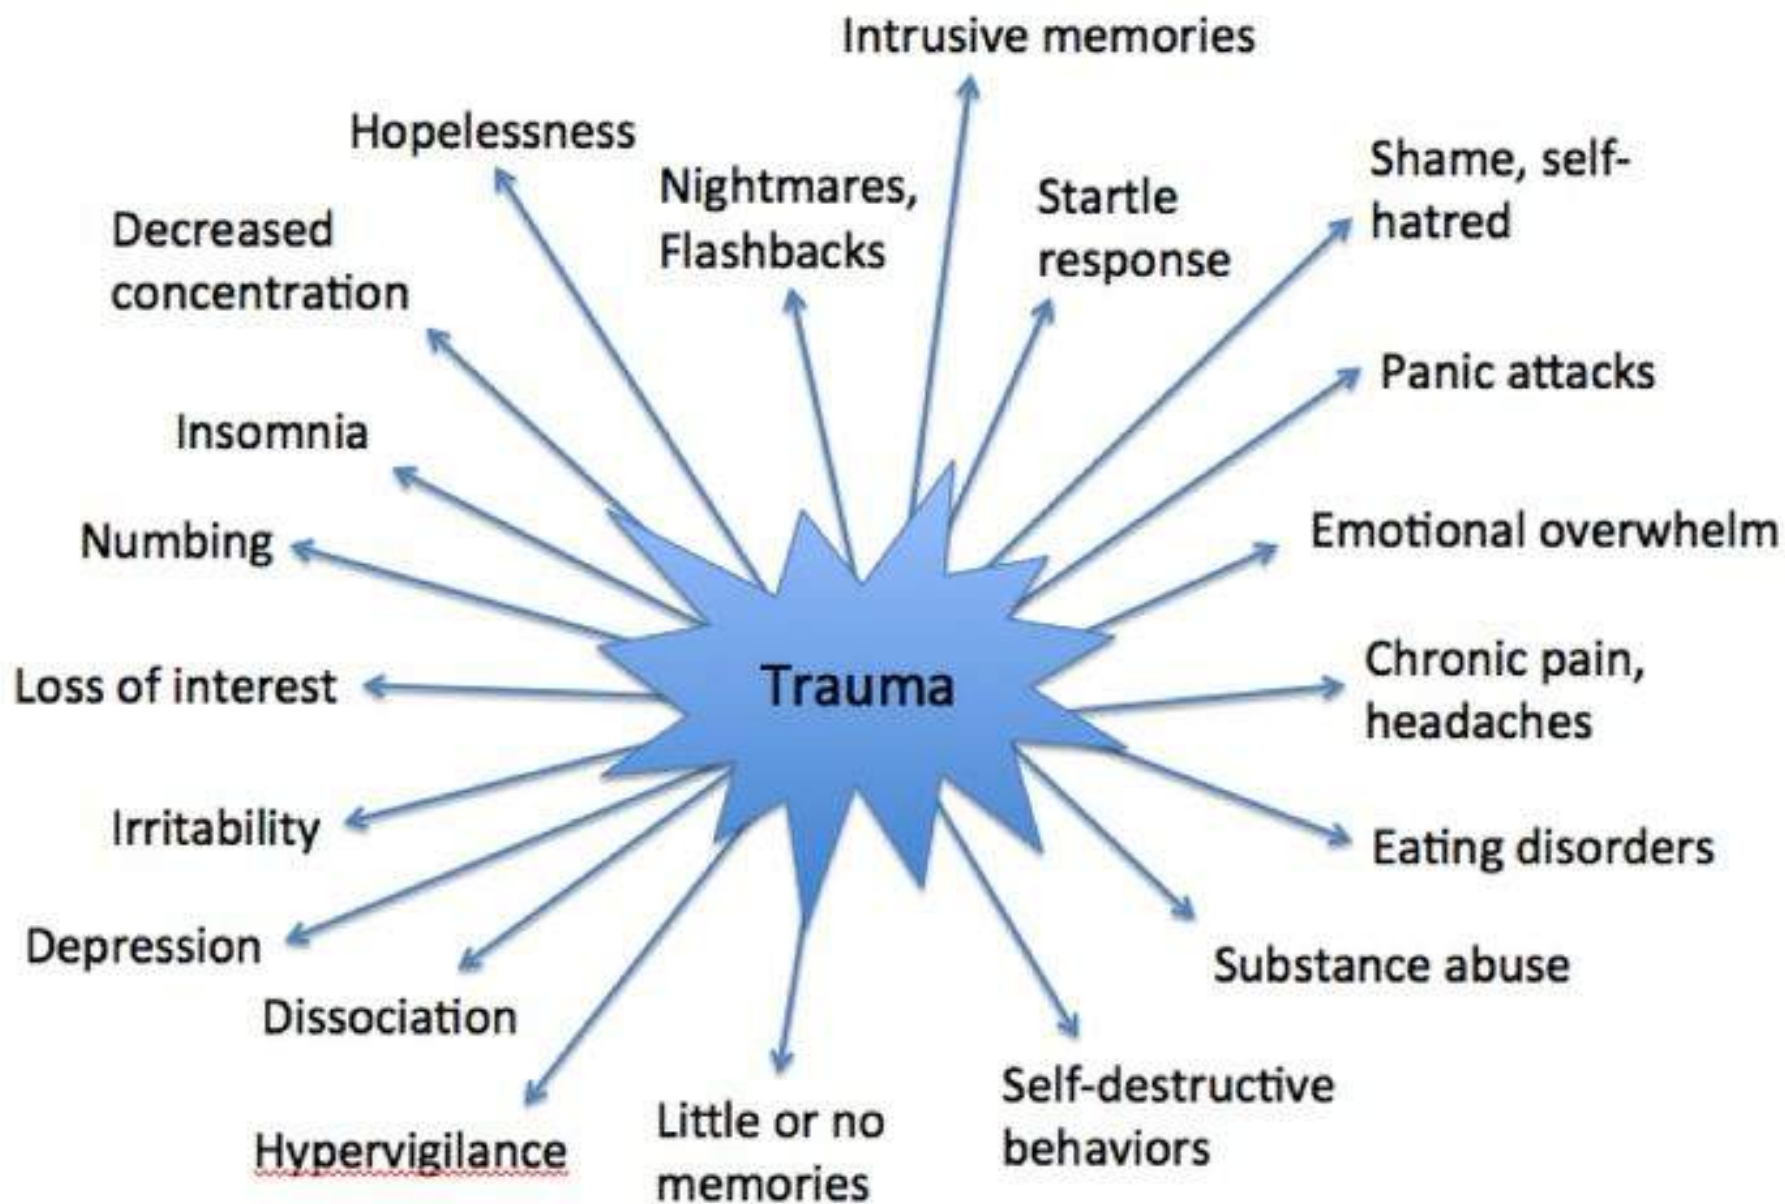 Intrusive memories
Hopelessness
Nightmares,
Flashbacks
Startle
response
Shame, self-
hatred
Decreased
concentration
Panic attacks
Insomnia
Numbing
Emotional overwhelm
Loss of interest
Trauma
Chronic pain,
headaches
Irritability
Eating disorders
Depression
Substance abuse
Dissociation
Hypervigilance
Little or no
memories
Self-destructive
behaviors